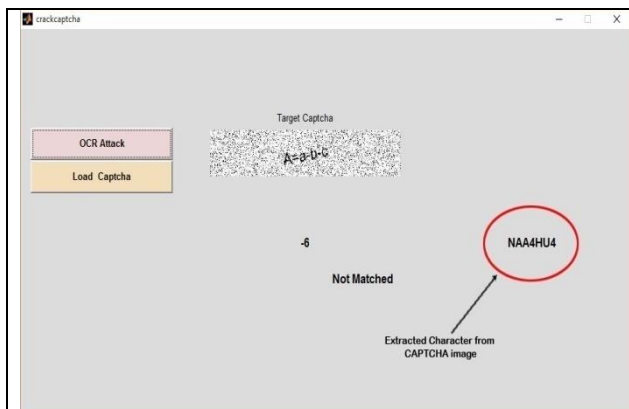 crackcaptcha
Target Captcha
OCR Attack
A=a-b-c
Load Captcha
-6
NAA4HU4
Not Matched
Extracted Character from
CAPTCHA image